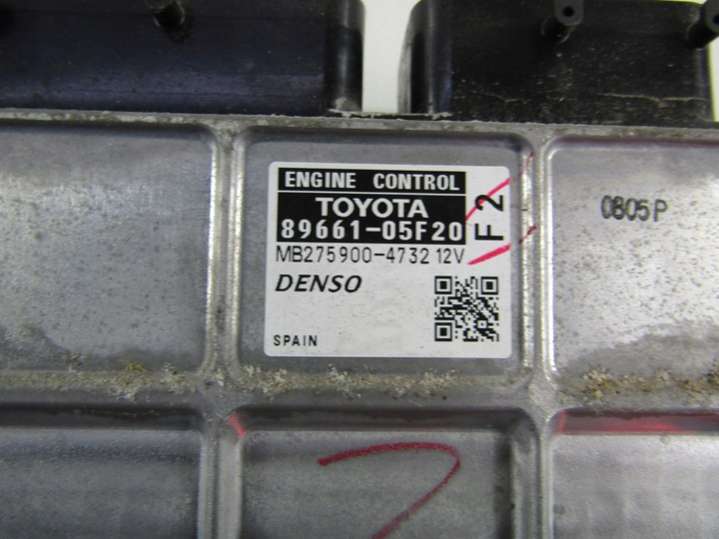 ENGINE CONTROL
TOYOTA
89661-05F20
F2
MB275900-4732 12V
DENSO
SPAIN
0805P